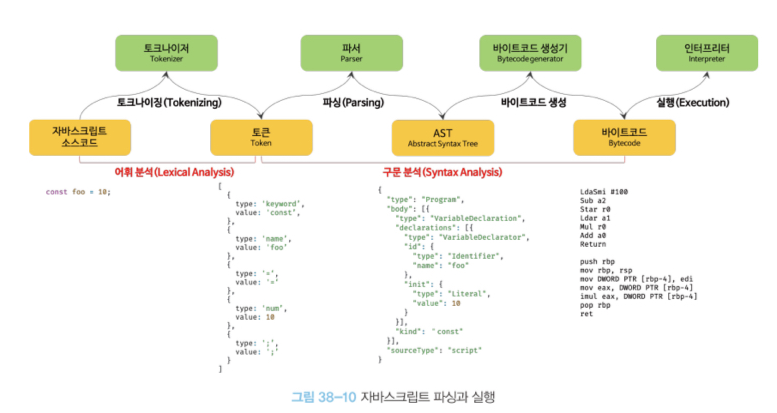 토크나이저
Tokenizer
파서
Parser
바이트코드 생성기
Bytecode generator
인터프리터
Interpreter
토크나이징(Tokenizing)
파싱(Parsing)
바이트코드 생성
실행(Execution)
자바스크립트
소스코드
토큰
Token
AST
Abstract Syntax Tree
바이트코드
Bytecode
어휘 분석(Lexical Analysis)
구문 분석(Syntax Analysis)
const foo = 10;
[
{
type: 'keyword',
value: 'const',
},
{
type: 'name',
value: 'foo'
},
{
type: '=',
value: '='
},
{
type: 'num',
value: 10
},
{
type: ';',
value: ';'
}
]
{
"type": "Program",
"body": [{
"type": "VariableDeclaration",
"declarations": [{
"type": "VariableDeclarator",
"id": {
"type": "Identifier",
"name": "foo"
},
"init": {
"type": "Literal",
"value": 10
}
}],
"kind": "const"
}],
"sourceType": "script"
}
LdaSmi #100
Sub a2
Star r0
Ldar a1
Mul r0
Add a0
Return
push rbp
mov rbp, rsp
mov DWORD PTR [rbp-4], edi
mov eax, DWORD PTR [rbp-4]
imul eax, DWORD PTR [rbp-4]
pop rbp
ret
그림 38-10 자바스크립트 파싱과 실행